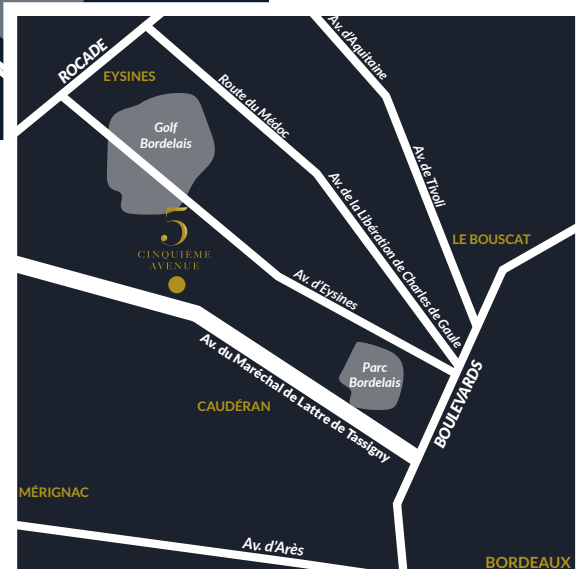 Av. d'Aquitaine
ROCADE
EYSINES
Route du Médoc
Golf
Bordelais
Av. de Tivoli
Av. de la Libération de Charles de Gaule
5
CINQUIÈME
AVENUE
LE BOUSCAT
Av. d'Eysines
Av. du Maréchal de Lattre de Tassigny
Parc
Bordelais
BOULEVARDS
CAUDÉRAN
MÉRIGNAC
Av. d'Arès
BORDEAUX